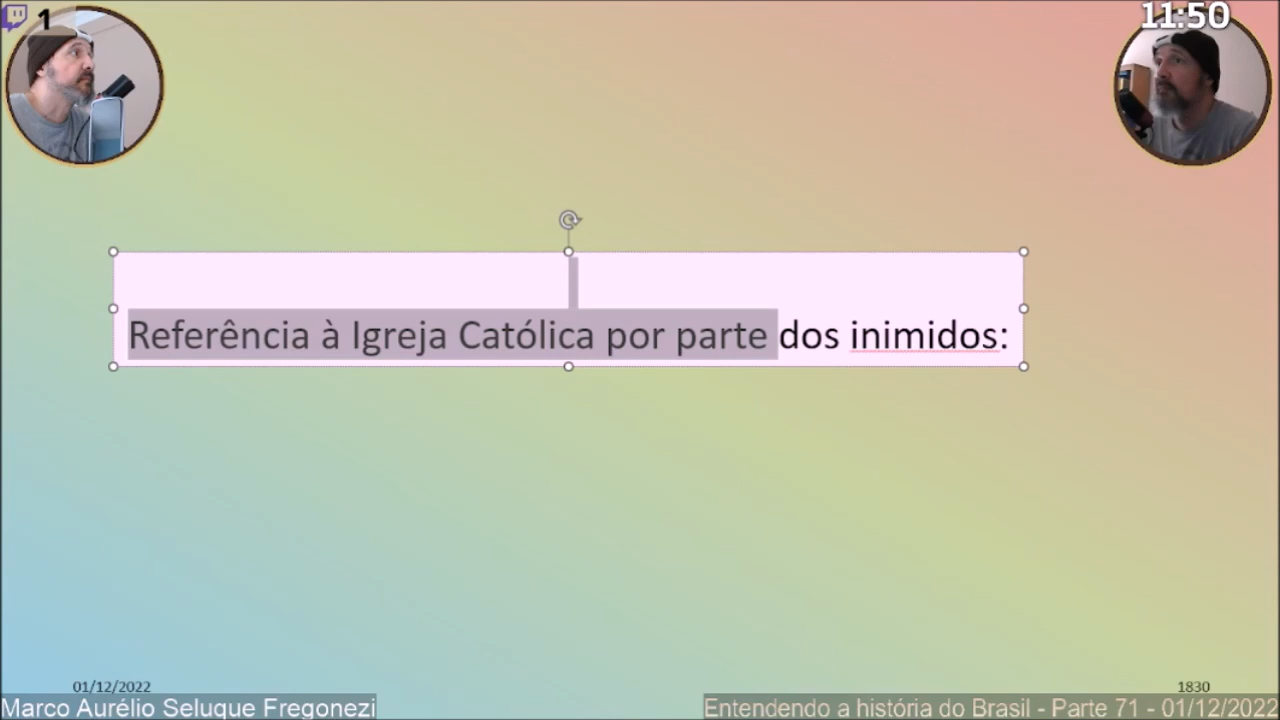 1
11:50
Referência à Igreja Católica por parte dos inimidos:
01/12/2022
1830
Marco Aurélio Seluque Fregonezi
Entendendo a história do Brasil - Parte 71 - 01/12/2022